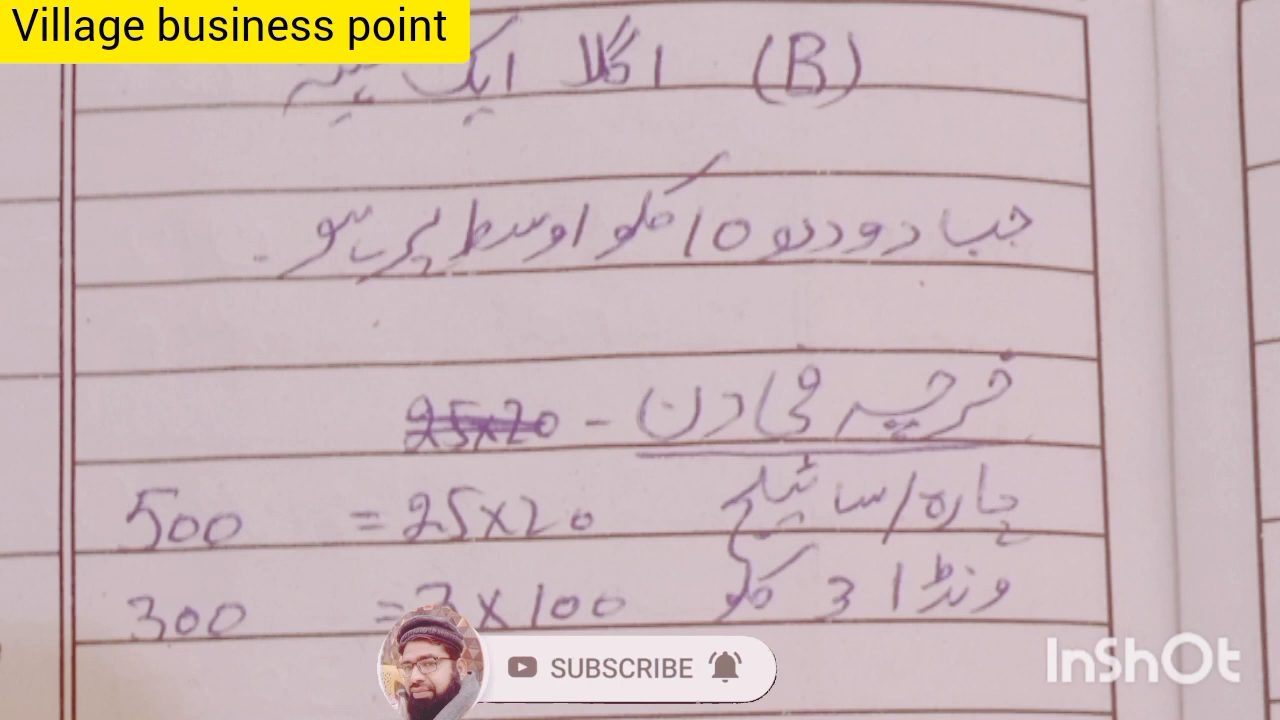 Village business point
(B) اگلا ایک
جب دودھ 10 کلو اوسط پر ہو۔
خرچہ فی دن - 25x20
چارہ/سائیلج 25x20 = 500
ونڈا 3 کلو 3x100 = 300
SUBSCRIBE
InShOt